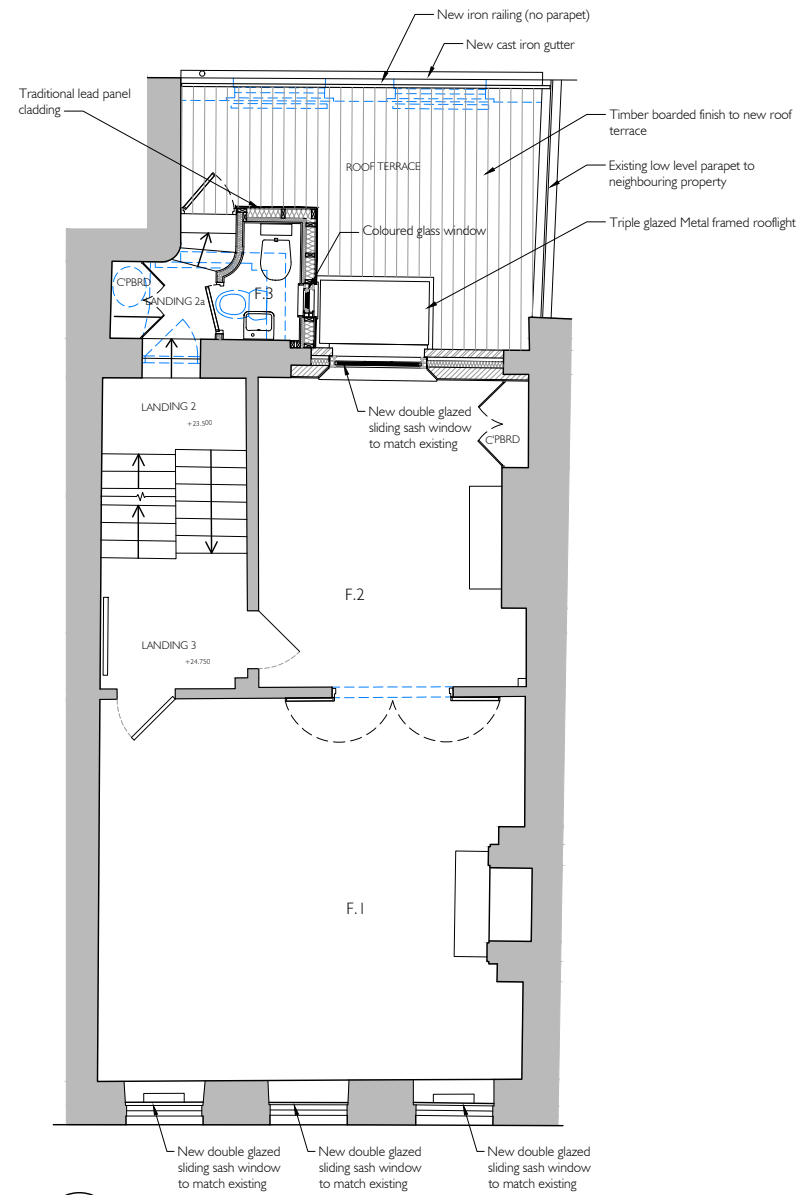 New iron railing (no parapet)
New cast iron gutter
Traditional lead panel
cladding
Timber boarded finish to new roof
terrace
ROOF TERRACE
Existing low level parapet to
neighbouring property
Triple glazed Metal framed rooflight
Coloured glass window
C'PBRD
LANDING 2a
F.3
LANDING 2
+23.500
New double glazed
sliding sash window
to match existing
C'PBRD
F.2
LANDING 3
+24.750
F.1
New double glazed
sliding sash window
to match existing
New double glazed
sliding sash window
to match existing
New double glazed
sliding sash window
to match existing